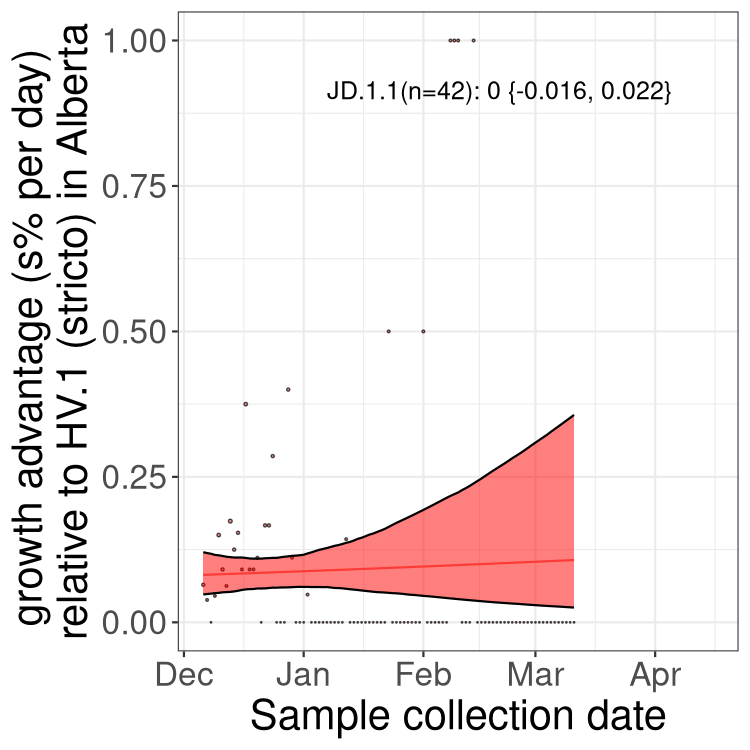 growth advantage (s% per day)
relative to HV.1 (stricto) in Alberta
1.00
0.75
0.50
0.25
0.00
JD.1.1(n=42): 0 {-0.016, 0.022}
Dec
Jan
Feb
Mar
Apr
Sample collection date